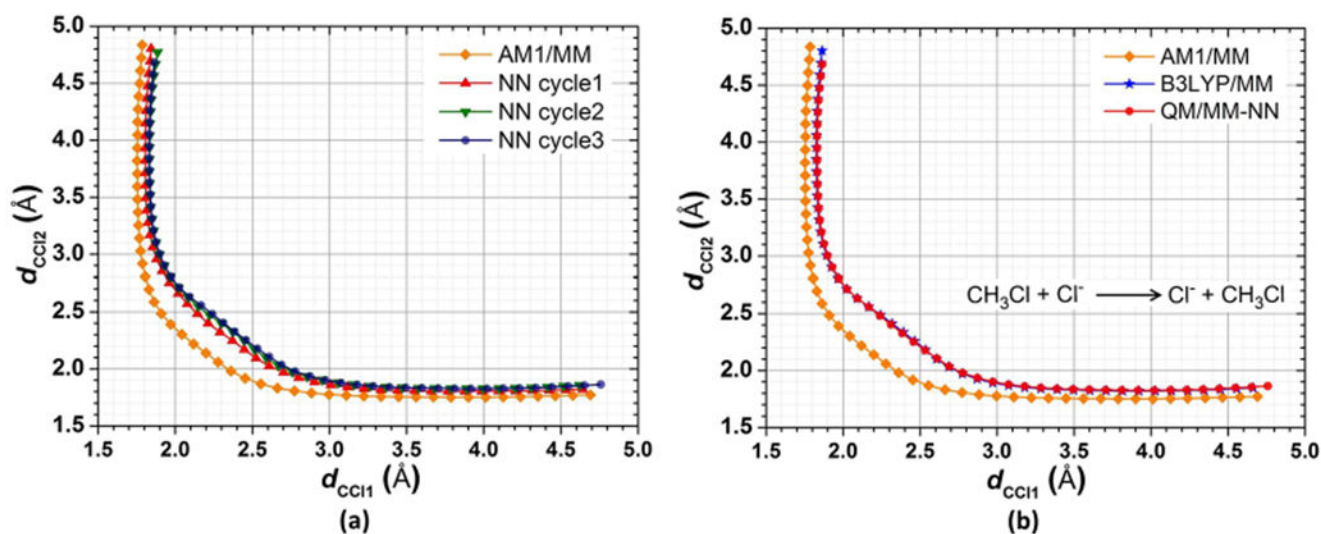 5.0
4.5
4.0
3.5
3.0
2.5
2.0
1.5
dCCl2 (Å)
AM1/MM
NN cycle1
NN cycle2
NN cycle3
1.5 2.0 2.5 3.0 3.5 4.0 4.5 5.0
dCCl1 (Å)
(a)
5.0
4.5
4.0
3.5
3.0
2.5
2.0
1.5
dCCl2 (Å)
AM1/MM
B3LYP/MM
QM/MM-NN
CH3Cl + Cl- ⟶ Cl- + CH3Cl
1.5 2.0 2.5 3.0 3.5 4.0 4.5 5.0
dCCl1 (Å)
(b)